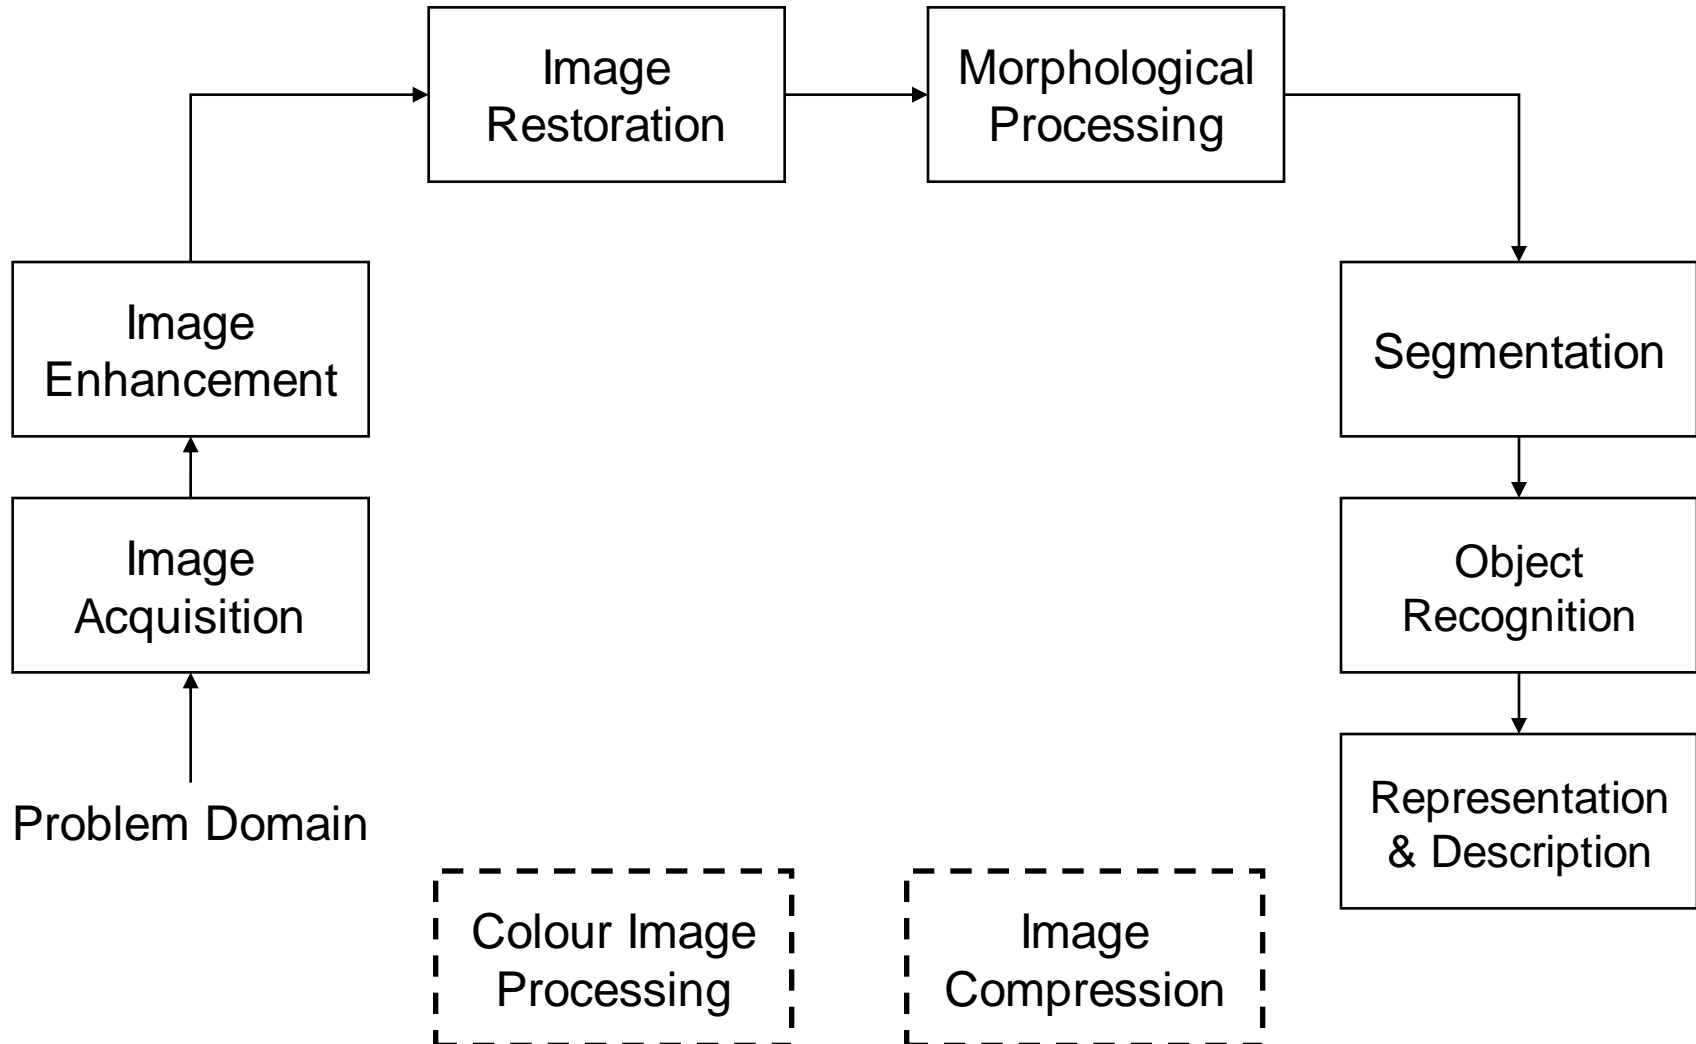 Image
Restoration
Morphological
Processing
Image
Enhancement
Segmentation
Image
Acquisition
Object
Recognition
Problem Domain
Representation
& Description
Colour Image
Processing
Image
Compression